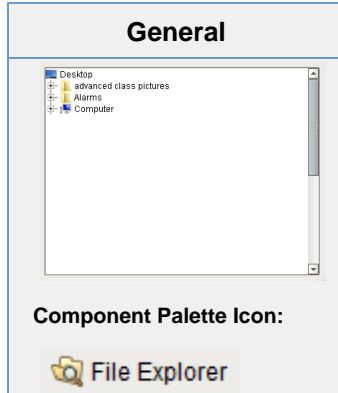 General
Desktop
advanced class pictures
Alarms
Computer
Component Palette Icon:
File Explorer